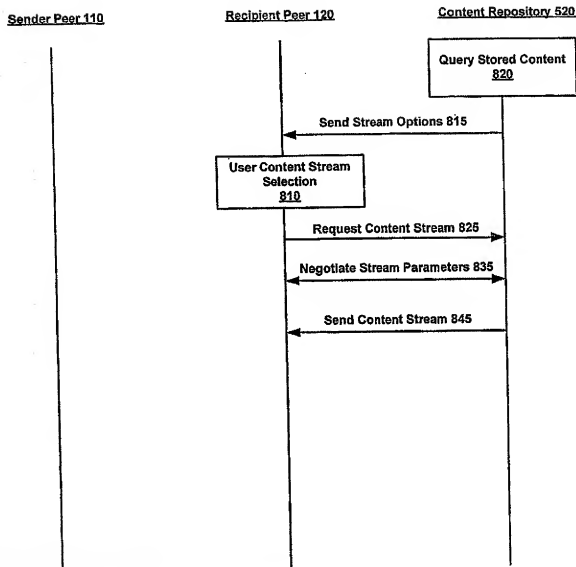 Sender Peer 110
Recipient Peer 120
Content Repository 520
Query Stored Content
820
Send Stream Options 815
User Content Stream
Selection
810
Request Content Stream 825
Negotiate Stream Parameters 835
Send Content Stream 845